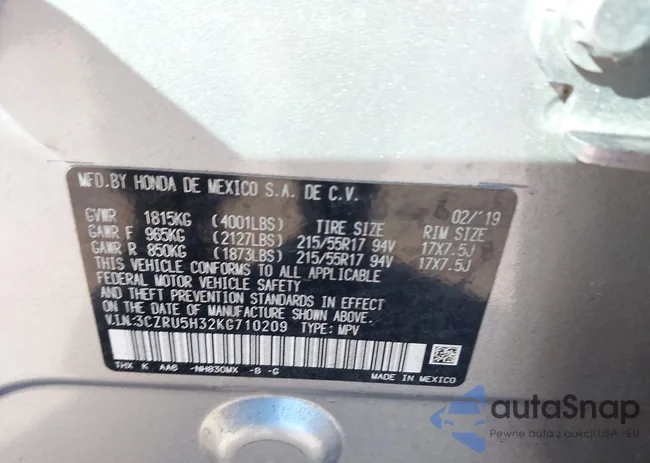 MFD.BY HONDA DE MEXICO S.A. DE C.V.
02/'19
GVWR 1815KG (4001LBS) TIRE SIZE RIM SIZE
GAWR F 965KG (2127LBS) 215/55R17 94V 17X7.5J
GAWR R 850KG (1873LBS) 215/55R17 94V 17X7.5J
THIS VEHICLE CONFORMS TO ALL APPLICABLE
FEDERAL MOTOR VEHICLE SAFETY
AND THEFT PREVENTION STANDARDS IN EFFECT
ON THE DATE OF MANUFACTURE SHOWN ABOVE.
V.I.N:3CZRU5H32KG710209 TYPE: MPV
THX K AA6 -NH830MX -B -G
MADE IN MEXICO
autaSnap
Pewne auta z aukcji USA - EU